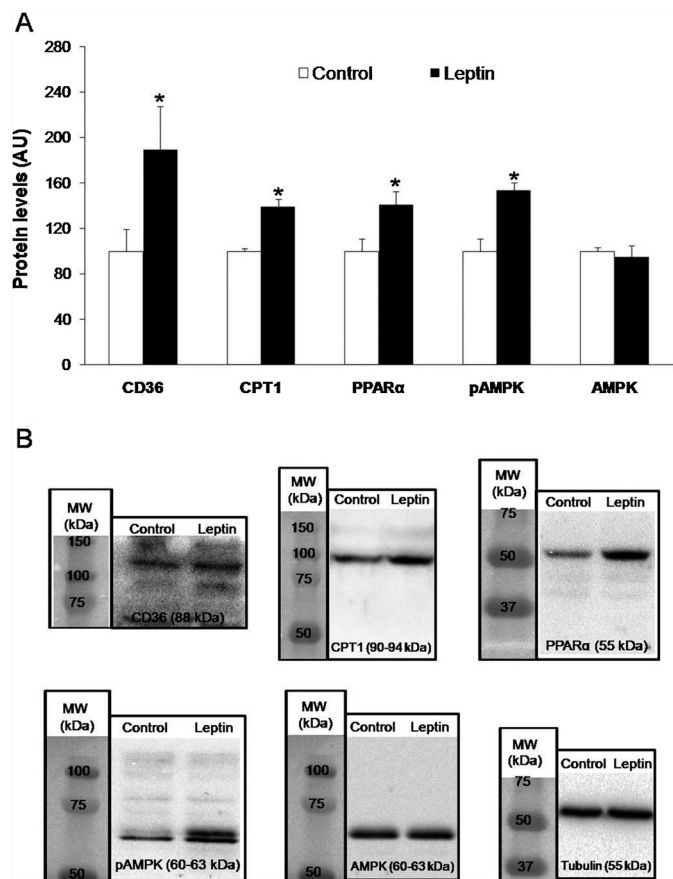 A
Protein levels (AU)
280
240
200
160
120
80
40
0
Control
Leptin
*
*
*
*
CD36
CPT1
PPARα
pAMPK
AMPK
B
MW
(kDa)
150
100
75
Control Leptin
CD36 (88 kDa)
MW
(kDa)
150
100
75
50
Control Leptin
CPT1 (90-94 kDa)
MW
(kDa)
75
50
37
Control Leptin
PPARα (55 kDa)
MW
(kDa)
100
75
50
Control Leptin
pAMPK (60-63 kDa)
MW
(kDa)
100
75
50
Control Leptin
AMPK (60-63 kDa)
MW
(kDa)
75
50
37
Control Leptin
Tubulin (55 kDa)